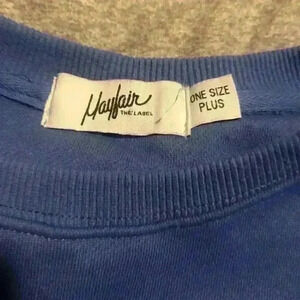 Mayfair
THE LABEL
ONE SIZE
PLUS